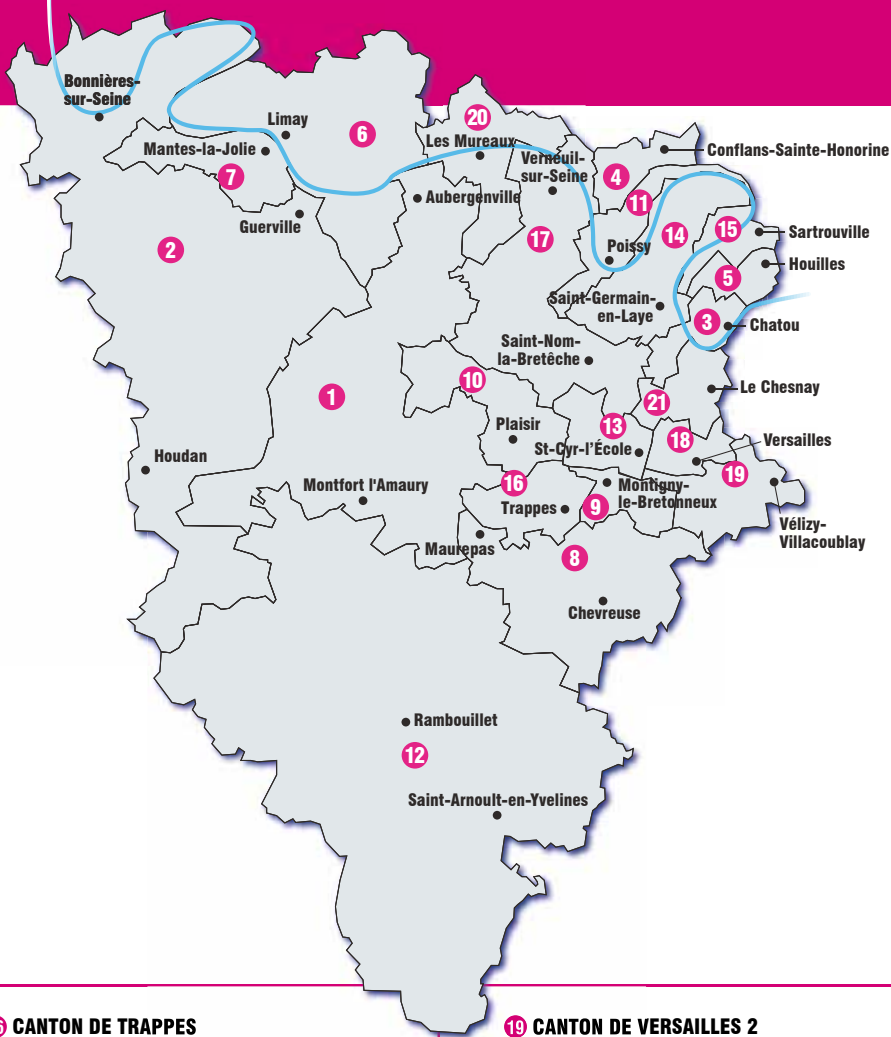 Bonnières-
sur-Seine
Limay
6
20
Les Mureaux
Mantes-la-Jolie
7
Verneuil-
sur-Seine
4
Conflans-Sainte-Honorine
Aubergenville
11
Guerville
2
17
14
15
Sartrouville
Poissy
5
Houilles
Saint-Germain-
en-Laye
3
Chatou
Saint-Nom-
la-Bretêche
10
1
21
Le Chesnay
Plaisir
13
18
St-Cyr-l'École
Versailles
Houdan
16
19
Montfort l'Amaury
Montigny-
le-Bretonneux
Trappes
9
Vélizy-
Villacoublay
Maurepas
8
Chevreuse
Rambouillet
12
Saint-Arnoult-en-Yvelines
6 CANTON DE TRAPPES
19 CANTON DE VERSAILLES 2